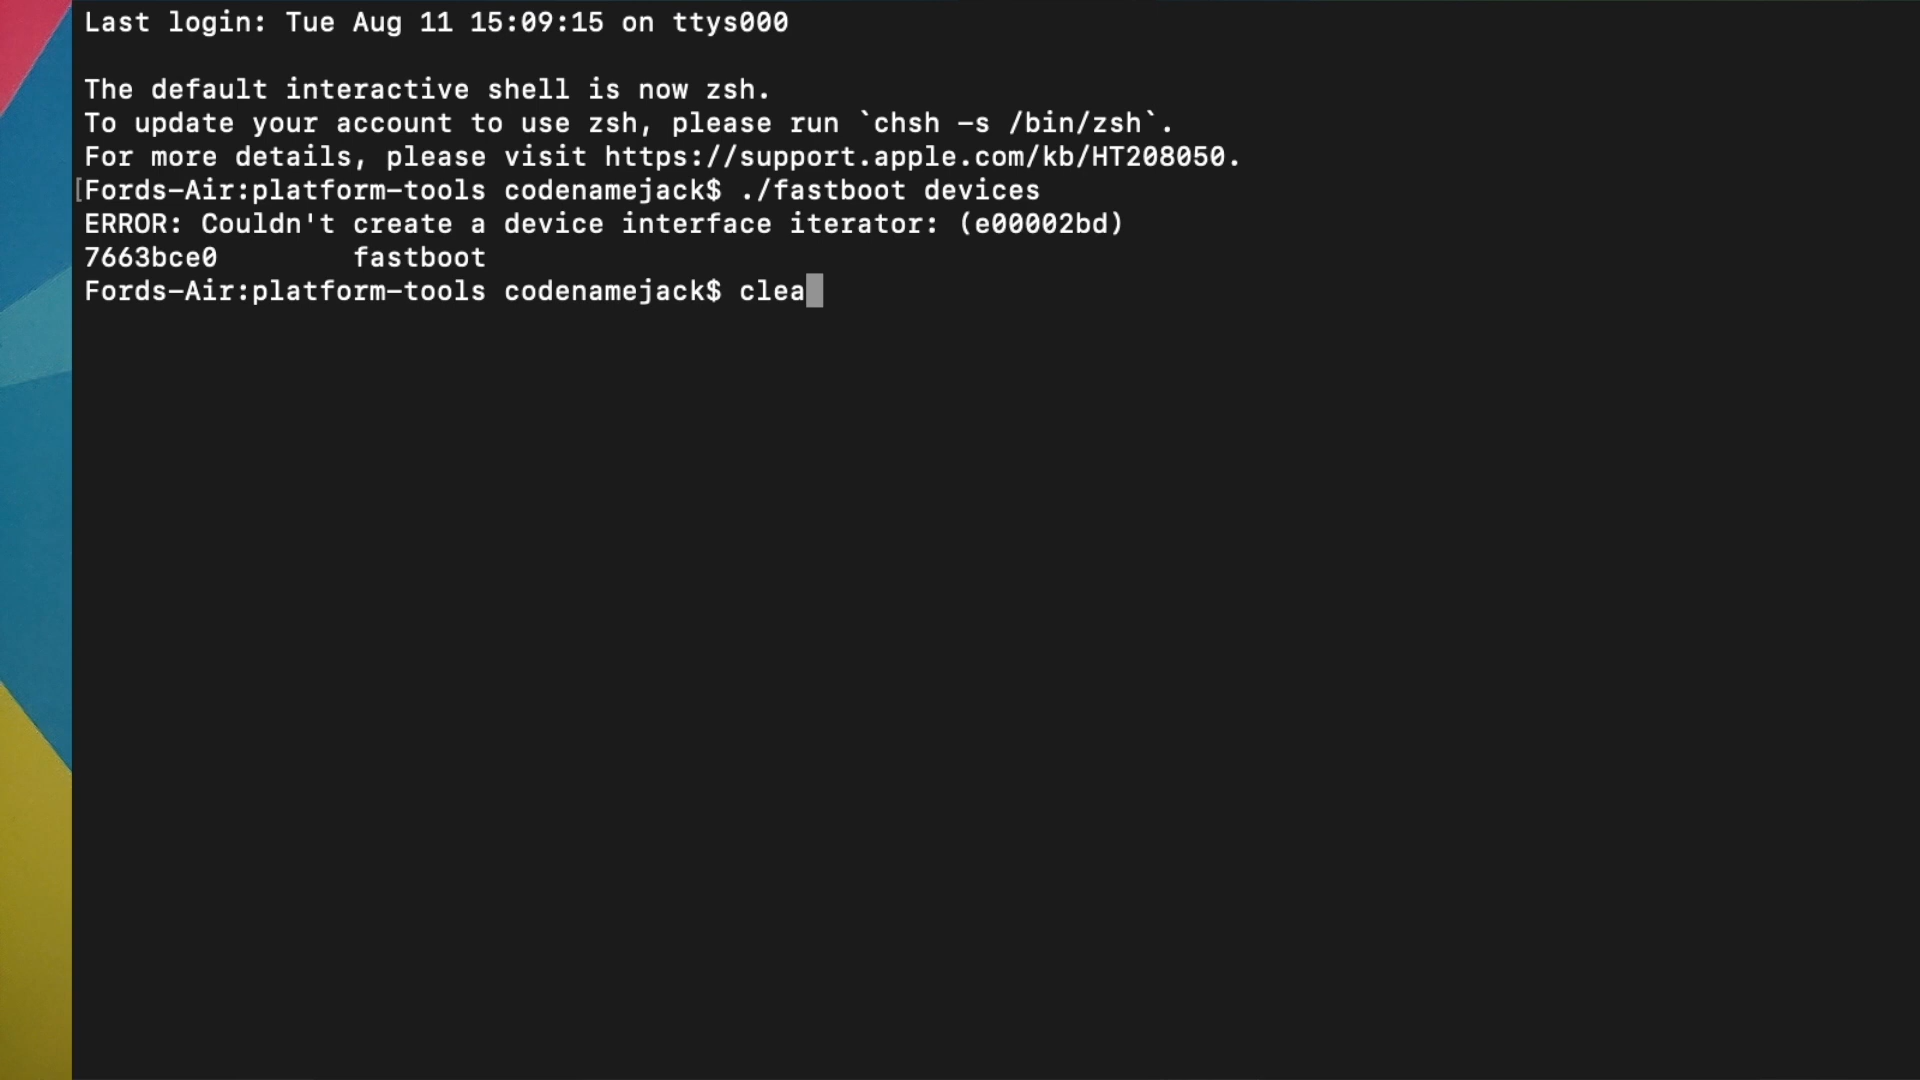 Last login: Tue Aug 11 15:09:15 on ttys000
The default interactive shell is now zsh.
To update your account to use zsh, please run `chsh -s /bin/zsh`.
For more details, please visit https://support.apple.com/kb/HT208050.
[Fords-Air:platform-tools codenamejack$ ./fastboot devices
ERROR: Couldn't create a device interface iterator: (e00002bd)
7663bce0        fastboot
Fords-Air:platform-tools codenamejack$ clea